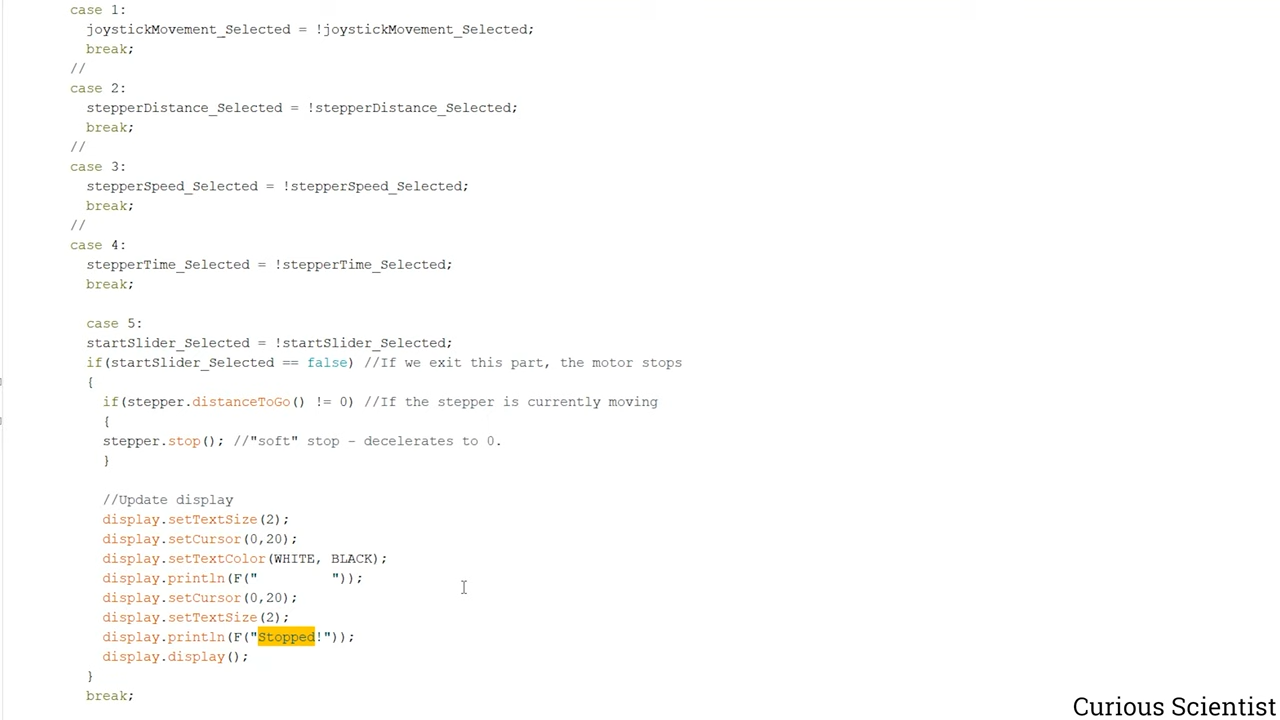 case 1:
joystickMovement_Selected = !joystickMovement_Selected;
break;
//
case 2:
stepperDistance_Selected = !stepperDistance_Selected;
break;
//
case 3:
stepperSpeed_Selected = !stepperSpeed_Selected;
break;
//
case 4:
stepperTime_Selected = !stepperTime_Selected;
break;
case 5:
startSlider_Selected = !startSlider_Selected;
if(startSlider_Selected == false) //If we exit this part, the motor stops
{
if(stepper.distanceToGo() != 0) //If the stepper is currently moving
{
stepper.stop(); //"soft" stop - decelerates to 0.
}
//Update display
display.setTextSize(2);
display.setCursor(0,20);
display.setTextColor(WHITE, BLACK);
display.println(F("         "));
display.setCursor(0,20);
display.setTextSize(2);
display.println(F("Stopped!"));
display.display();
}
break;
Curious Scientist